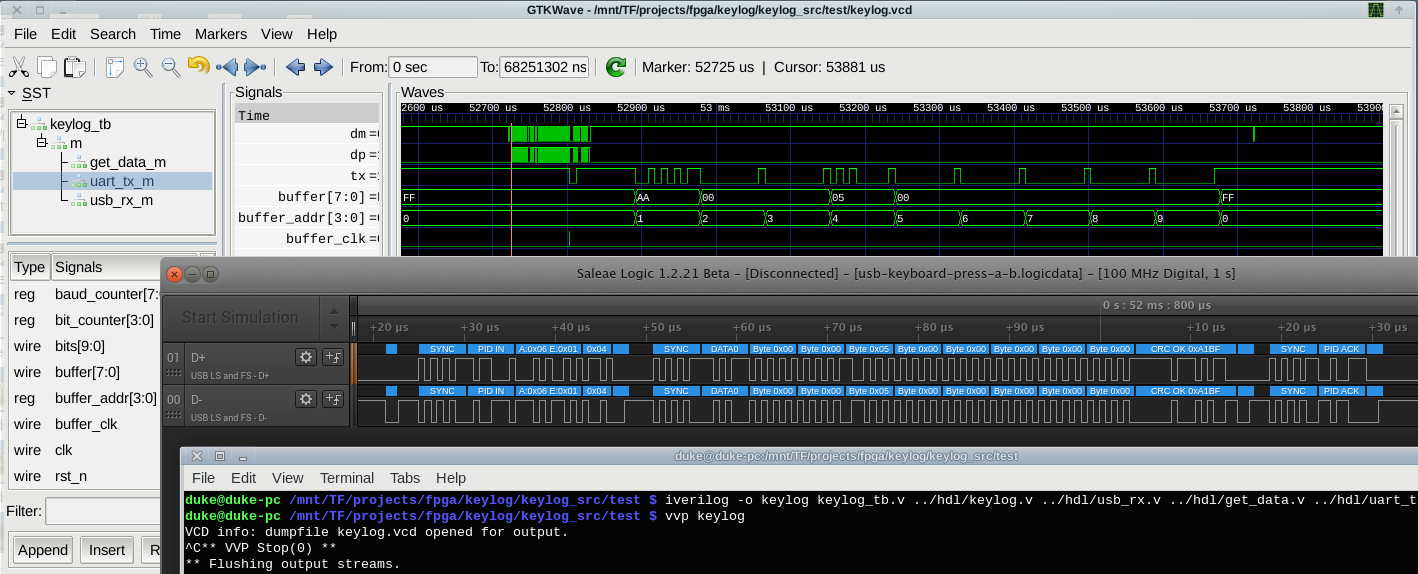 GTKWave - /mnt/TF/projects/fpga/keylog/keylog_src/test/keylog.vcd
File Edit Search Time Markers View Help
From: 0 sec To: 68251302 ns Marker: 52725 us | Cursor: 53881 us
SST
keylog_tb
m
get_data_m
uart_tx_m
usb_rx_m
Signals
Time
dm =
dp =
tx =
buffer[7:0] =
buffer_addr[3:0] =
buffer_clk =
Waves
2600 us 52700 us 52800 us 52900 us 53 ms 53100 us 53200 us 53300 us 53400 us 53500 us 53600 us 53700 us 53800 us 53900
FF AA 00 05 00 FF
0 1 2 3 4 5 6 7 8 9 0
Type Signals
reg baud_counter[7:
reg bit_counter[3:0]
wire bits[9:0]
wire buffer[7:0]
reg buffer_addr[3:0]
wire buffer_clk
wire clk
wire rst_n
Filter:
Append Insert R
Saleae Logic 1.2.21 Beta - [Disconnected] - [usb-keyboard-press-a-b.logicdata] - [100 MHz Digital, 1 s]
Start Simulation
0 s : 52 ms : 800 µs
+20 µs +30 µs +40 µs +50 µs +60 µs +70 µs +80 µs +90 µs +10 µs +20 µs +30 µs
01 D+
USB LS and FS - D+
SYNC PID IN A:0x06 E:0x01 0x04 SYNC DATA0 Byte 0x00 Byte 0x00 Byte 0x05 Byte 0x00 Byte 0x00 Byte 0x00 Byte 0x00 Byte 0x00 CRC OK 0xA1BF SYNC PID ACK
00 D-
USB LS and FS - D-
SYNC PID IN A:0x06 E:0x01 0x04 SYNC DATA0 Byte 0x00 Byte 0x00 Byte 0x05 Byte 0x00 Byte 0x00 Byte 0x00 Byte 0x00 Byte 0x00 CRC OK 0xA1BF SYNC PID ACK
duke@duke-pc:/mnt/TF/projects/fpga/keylog/keylog_src/test
File Edit View Terminal Tabs Help
duke@duke-pc /mnt/TF/projects/fpga/keylog/keylog_src/test $ iverilog -o keylog keylog_tb.v ../hdl/keylog.v ../hdl/usb_rx.v ../hdl/get_data.v ../hdl/uart_t
duke@duke-pc /mnt/TF/projects/fpga/keylog/keylog_src/test $ vvp keylog
VCD info: dumpfile keylog.vcd opened for output.
^C** VVP Stop(0) **
** Flushing output streams.